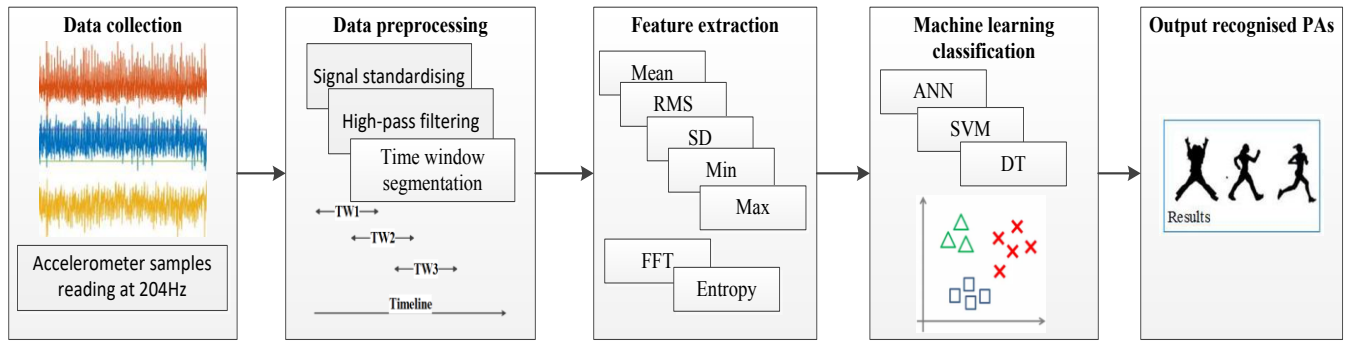 Data collection
Accelerometer samples
reading at 204Hz
Data preprocessing
Signal standardising
High-pass filtering
Time window
segmentation
TW1
TW2
TW3
Timeline
Feature extraction
Mean
RMS
SD
Min
Max
FFT
Entropy
Machine learning
classification
ANN
SVM
DT
Output recognised PAs
Results